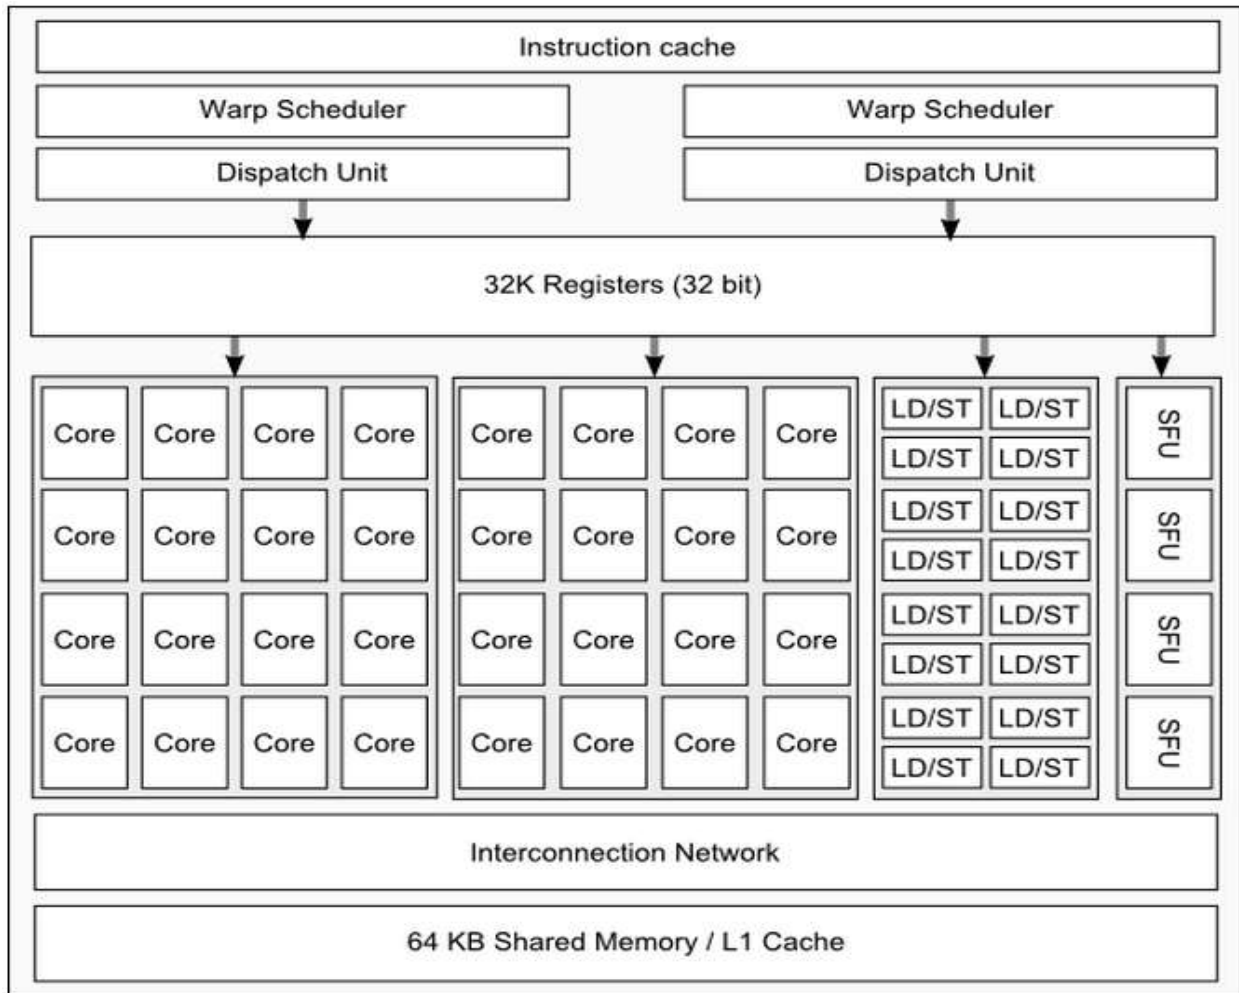 Instruction cache
Warp Scheduler Warp Scheduler
Dispatch Unit Dispatch Unit
32K Registers (32 bit)
LD/ST LD/ST
Core Core Core Core Core Core Core Core SFU
LD/ST LD/ST
LD/ST LD/ST
Core Core Core Core Core Core Core Core SFU
LD/ST LD/ST
LD/ST LD/ST
Core Core Core Core Core Core Core Core SFU
LD/ST LD/ST
LD/ST LD/ST
Core Core Core Core Core Core Core Core SFU
LD/ST LD/ST
Interconnection Network
64 KB Shared Memory / L1 Cache